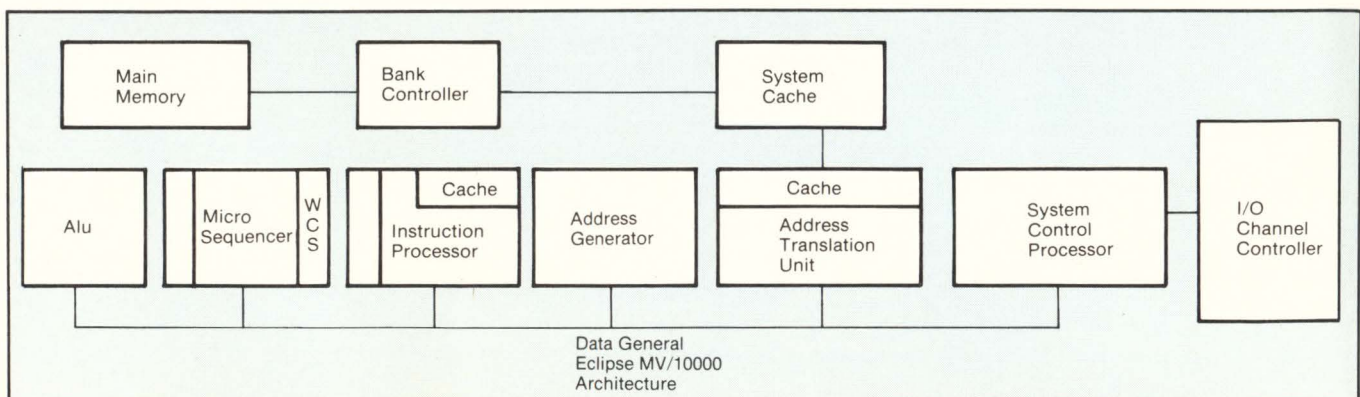 Main
Memory
Bank
Controller
System
Cache
Alu
Micro
Sequencer
W
C
S
Cache
Instruction
Processor
Address
Generator
Cache
Address
Translation
Unit
System
Control
Processor
I/O
Channel
Controller
Data General
Eclipse MV/10000
Architecture